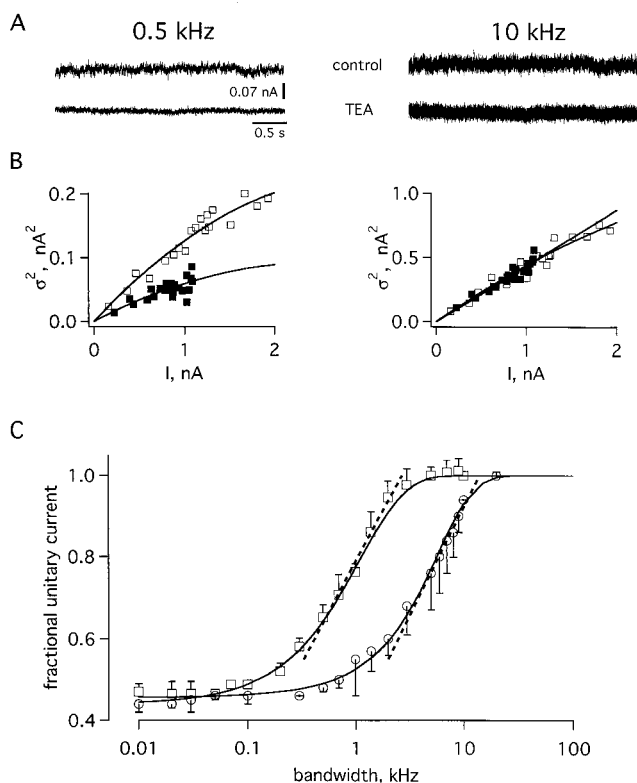 A
0.5 kHz
10 kHz
control
0.07 nA
TEA
0.5 s
B
σ², nA²
0.2
0.1
0.0
0
1
2
I, nA
σ², nA²
1.0
0.5
0.0
0
1
2
I, nA
C
fractional unitary current
1.0
0.8
0.6
0.4
0.01
0.1
1
10
100
bandwidth, kHz